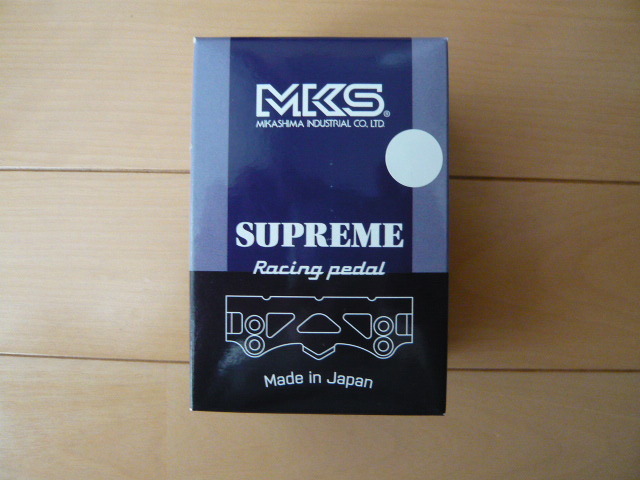 MKS®
MIKASHIMA INDUSTRIAL CO., LTD.
SUPREME
Racing pedal
Made in Japan